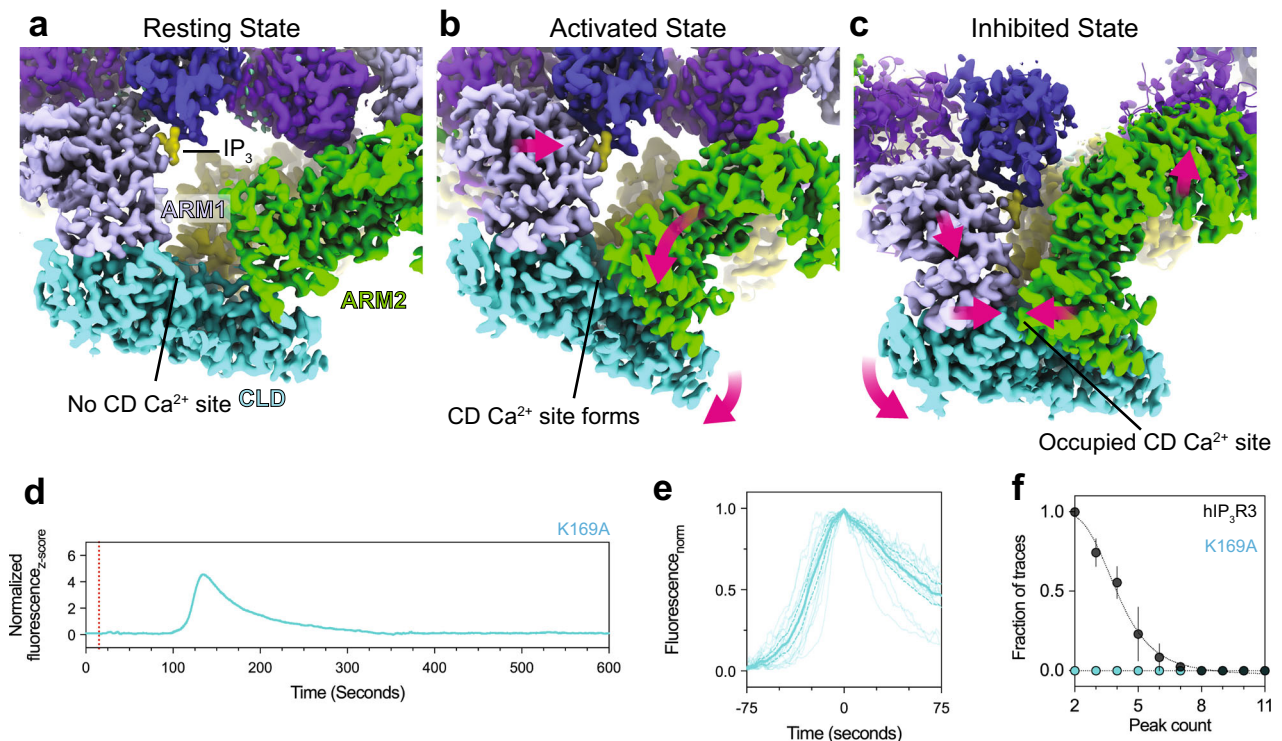 a
Resting State
b
Activated State
c
Inhibited State
IP3
ARM1
ARM2
No CD Ca2+ site
CLD
CD Ca2+ site forms
Occupied CD Ca2+ site
d
K169A
Normalized
fluorescence z-score
6
4
2
0
0 100 200 300 400 500 600
Time (Seconds)
e
Fluorescence norm
1.0
0.5
0.0
-75 0 75
Time (seconds)
f
hIP3R3
K169A
Fraction of traces
1.0
0.5
0.0
2 5 8 11
Peak count